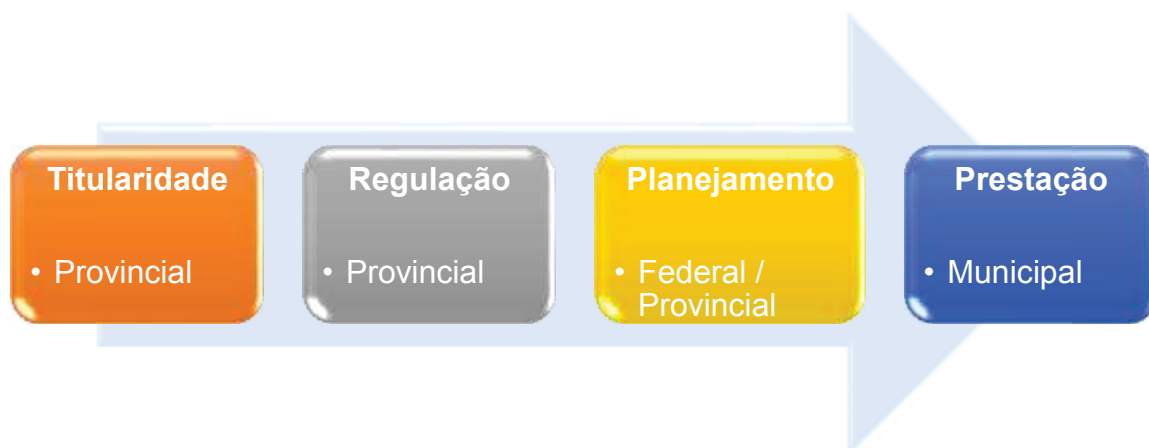 Titularidade
• Provincial
Regulação
• Provincial
Planejamento
• Federal /
Provincial
Prestação
• Municipal